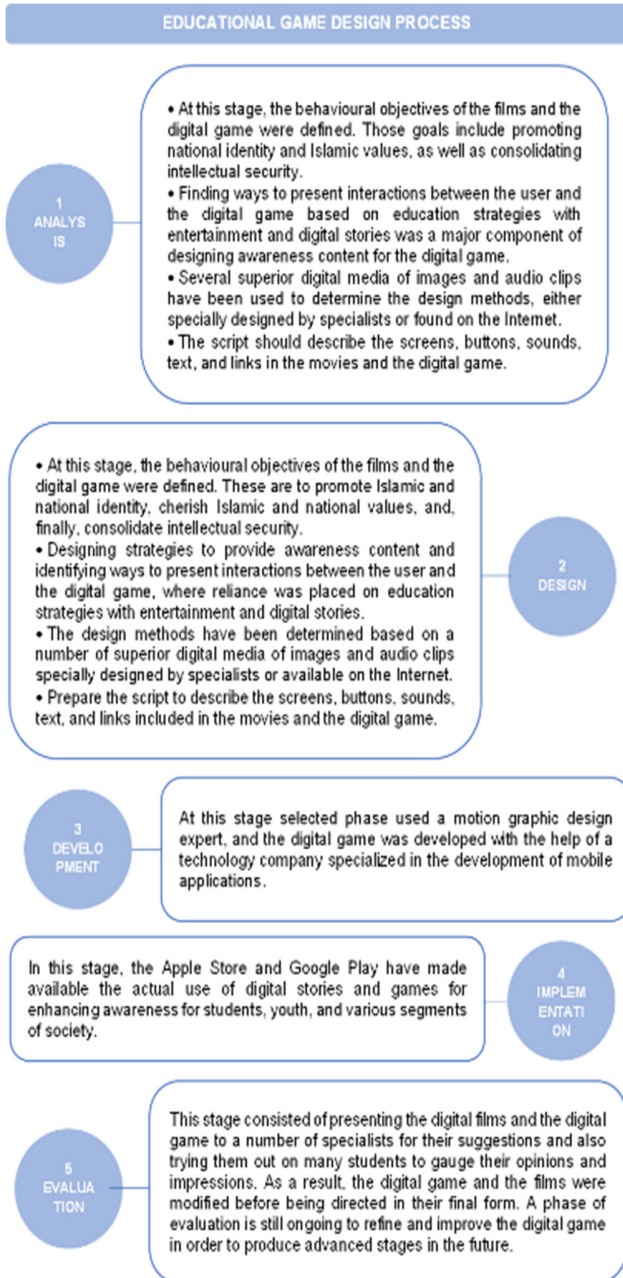 EDUCATIONAL GAME DESIGN PROCESS
1
ANALYS
IS
• At this stage, the behavioural objectives of the films and the
digital game were defined. Those goals include promoting
national identity and Islamic values, as well as consolidating
intellectual security.
• Finding ways to present interactions between the user and
the digital game based on education strategies with
entertainment and digital stories was a major component of
designing awareness content for the digital game.
• Several superior digital media of images and audio clips
have been used to determine the design methods, either
specially designed by specialists or found on the Internet.
• The script should describe the screens, buttons, sounds,
text, and links in the movies and the digital game.
• At this stage, the behavioural objectives of the films and the
digital game were defined. These are to promote Islamic and
national identity, cherish Islamic and national values, and,
finally, consolidate intellectual security.
• Designing strategies to provide awareness content and
identifying ways to present interactions between the user and
the digital game, where reliance was placed on education
strategies with entertainment and digital stories.
• The design methods have been determined based on a
number of superior digital media of images and audio clips
specially designed by specialists or available on the Internet.
• Prepare the script to describe the screens, buttons, sounds,
text, and links included in the movies and the digital game.
2
DESIGN
3
DEVELO
PMENT
At this stage selected phase used a motion graphic design
expert, and the digital game was developed with the help of a
technology company specialized in the development of mobile
applications.
In this stage, the Apple Store and Google Play have made
available the actual use of digital stories and games for
enhancing awareness for students, youth, and various segments
of society.
4
IMPLEM
ENTATI
ON
5
EVALUA
TION
This stage consisted of presenting the digital films and the digital
game to a number of specialists for their suggestions and also
trying them out on many students to gauge their opinions and
impressions. As a result, the digital game and the films were
modified before being directed in their final form. A phase of
evaluation is still ongoing to refine and improve the digital game
in order to produce advanced stages in the future.